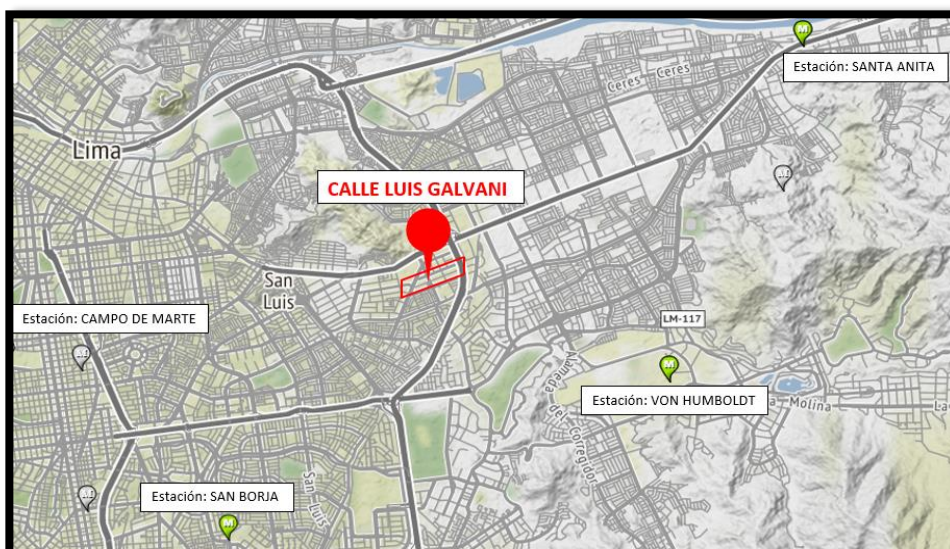 M
Estación: SANTA ANITA
Ceres - Ceres
Lima
M
CALLE LUIS GALVANI
San
Luis
Estación: CAMPO DE MARTE
LM-117
M
M
Alameda del Corregidor
Estación: VON HUMBOLDT
a - Molina
La
San Luis
M
Estación: SAN BORJA
M